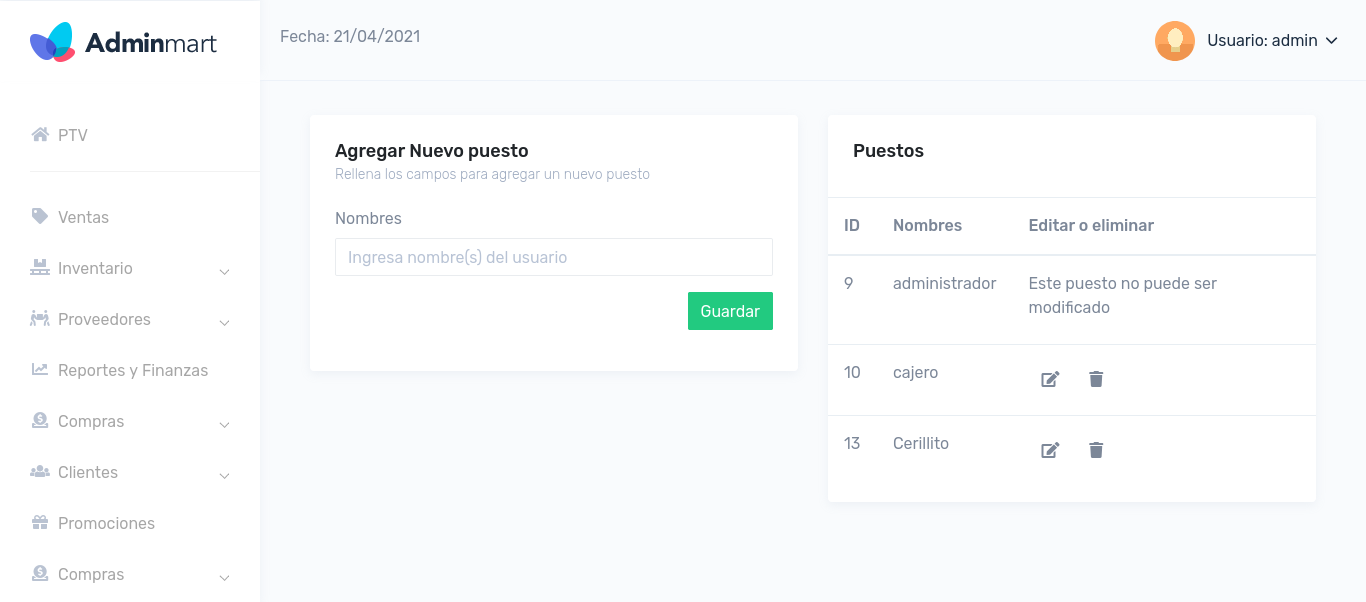 Adminmart
Fecha: 21/04/2021
Usuario: admin
PTV
Ventas
Inventario
Proveedores
Reportes y Finanzas
Compras
Clientes
Promociones
Compras
Agregar Nuevo puesto
Rellena los campos para agregar un nuevo puesto
Nombres
Ingresa nombre(s) del usuario
Guardar
Puestos
ID Nombres Editar o eliminar
9 administrador Este puesto no puede ser
modificado
10 cajero
13 Cerillito